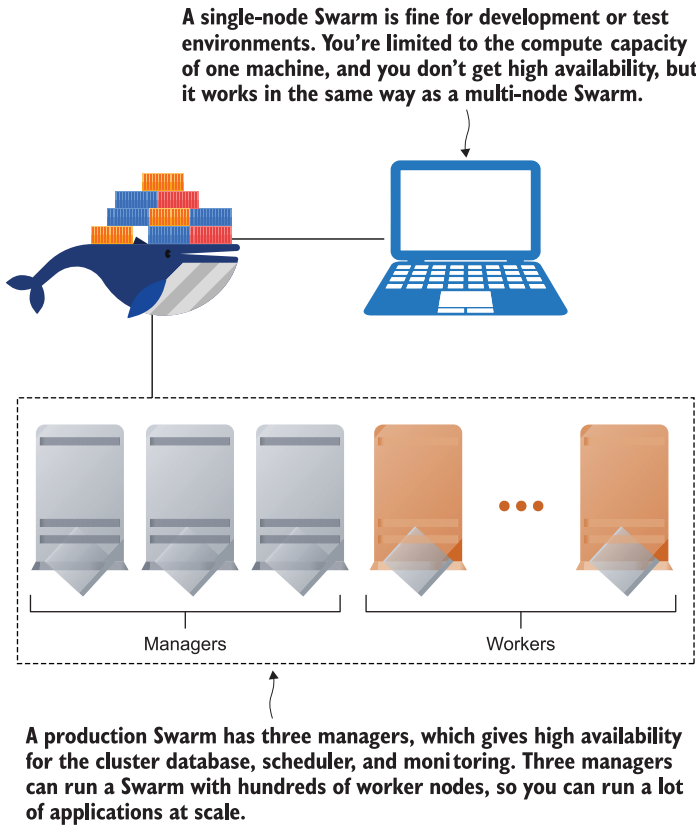 A single-node Swarm is fine for development or test
environments. You're limited to the compute capacity
of one machine, and you don't get high availability, but
it works in the same way as a multi-node Swarm.
Managers
Workers
A production Swarm has three managers, which gives high availability
for the cluster database, scheduler, and monitoring. Three managers
can run a Swarm with hundreds of worker nodes, so you can run a lot
of applications at scale.